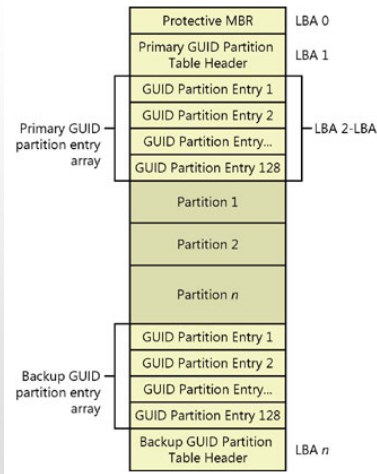 Protective MBR
LBA 0
Primary GUID Partition
Table Header
LBA 1
GUID Partition Entry 1
GUID Partition Entry 2
GUID Partition Entry...
GUID Partition Entry 128
Primary GUID
partition entry
array
LBA 2-LBA
Partition 1
Partition 2
Partition n
GUID Partition Entry 1
GUID Partition Entry 2
GUID Partition Entry...
GUID Partition Entry 128
Backup GUID
partition entry
array
Backup GUID Partition
Table Header
LBA n